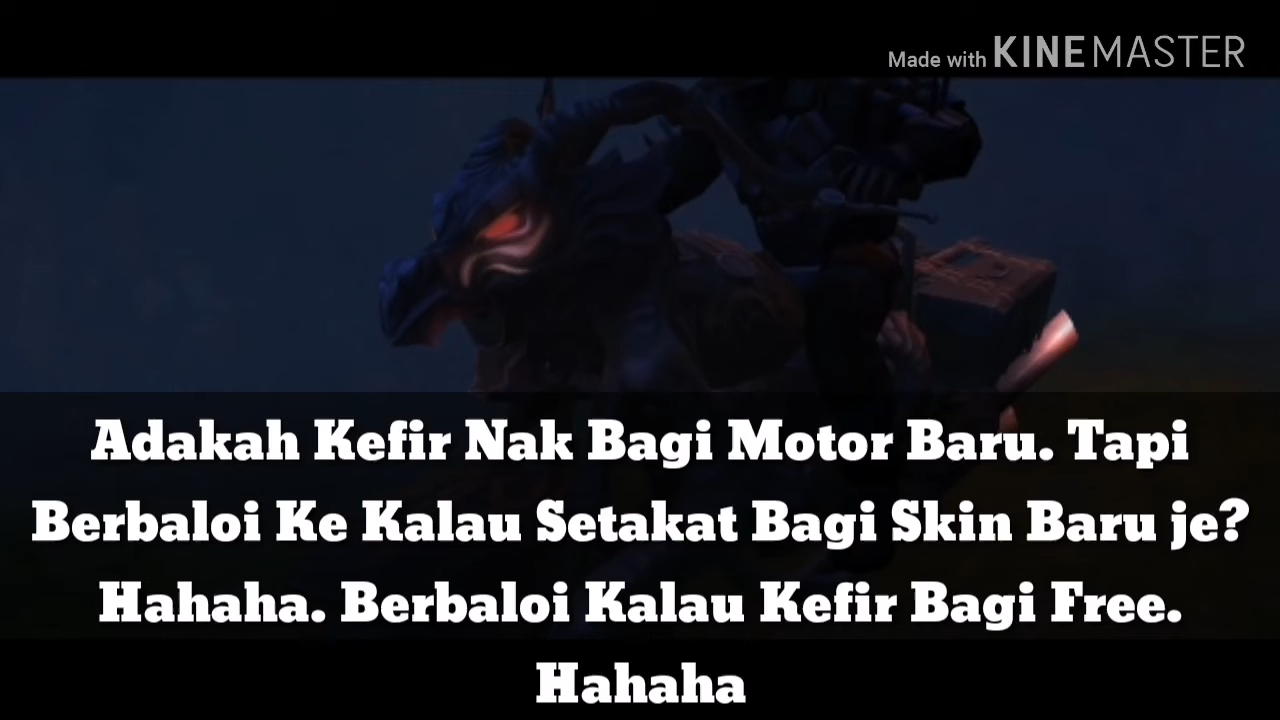 Made with KINEMASTER
Adakah Kefir Nak Bagi Motor Baru. Tapi
Berbaloi Ke Kalau Setakat Bagi Skin Baru je?
Hahaha. Berbaloi Kalau Kefir Bagi Free.
Hahaha